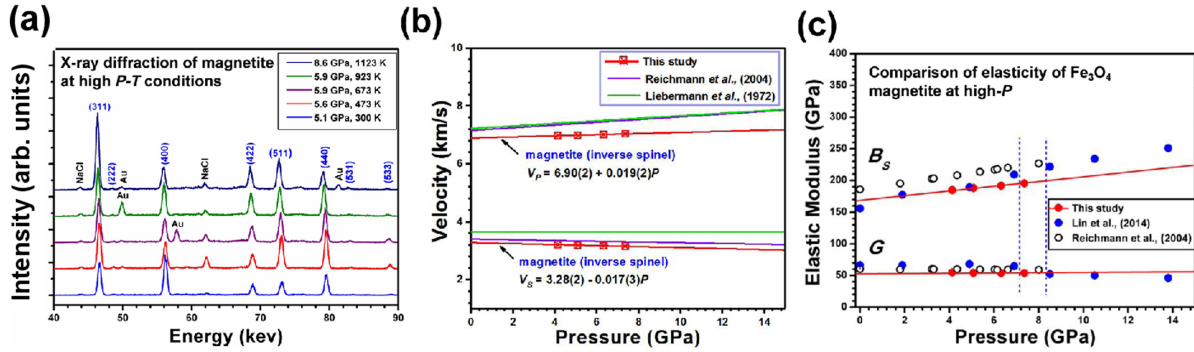 (a)
X-ray diffraction of magnetite
at high P-T conditions
8.6 GPa, 1123 K
5.9 GPa, 923 K
5.9 GPa, 673 K
5.6 GPa, 473 K
5.1 GPa, 300 K
(311)
NaCl
(222)
Au
Au
(400)
Au
NaCl
(422)
(511)
(440)
Au
(531)
(533)
Intensity (arb. units)
40 50 60 70 80 90
Energy (kev)
(b)
This study
Reichmann et al., (2004)
Liebermann et al., (1972)
magnetite (inverse spinel)
VP = 6.90(2) + 0.019(2)P
magnetite (inverse spinel)
VS = 3.28(2) - 0.017(3)P
Velocity (km/s)
10
8
6
4
2
0 2 4 6 8 10 12 14
Pressure (GPa)
(c)
Comparison of elasticity of Fe3O4
magnetite at high-P
BS
G
This study
Lin et al., (2014)
Reichmann et al., (2004)
Elastic Modulus (GPa)
400
350
300
250
200
150
100
50
0
0 2 4 6 8 10 12 14
Pressure (GPa)